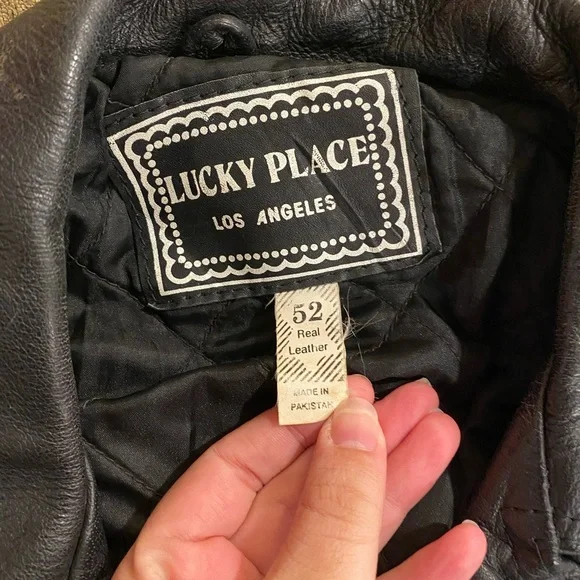 LUCKY PLACE
LOS ANGELES
52
Real
Leather
MADE IN
PAKISTAN